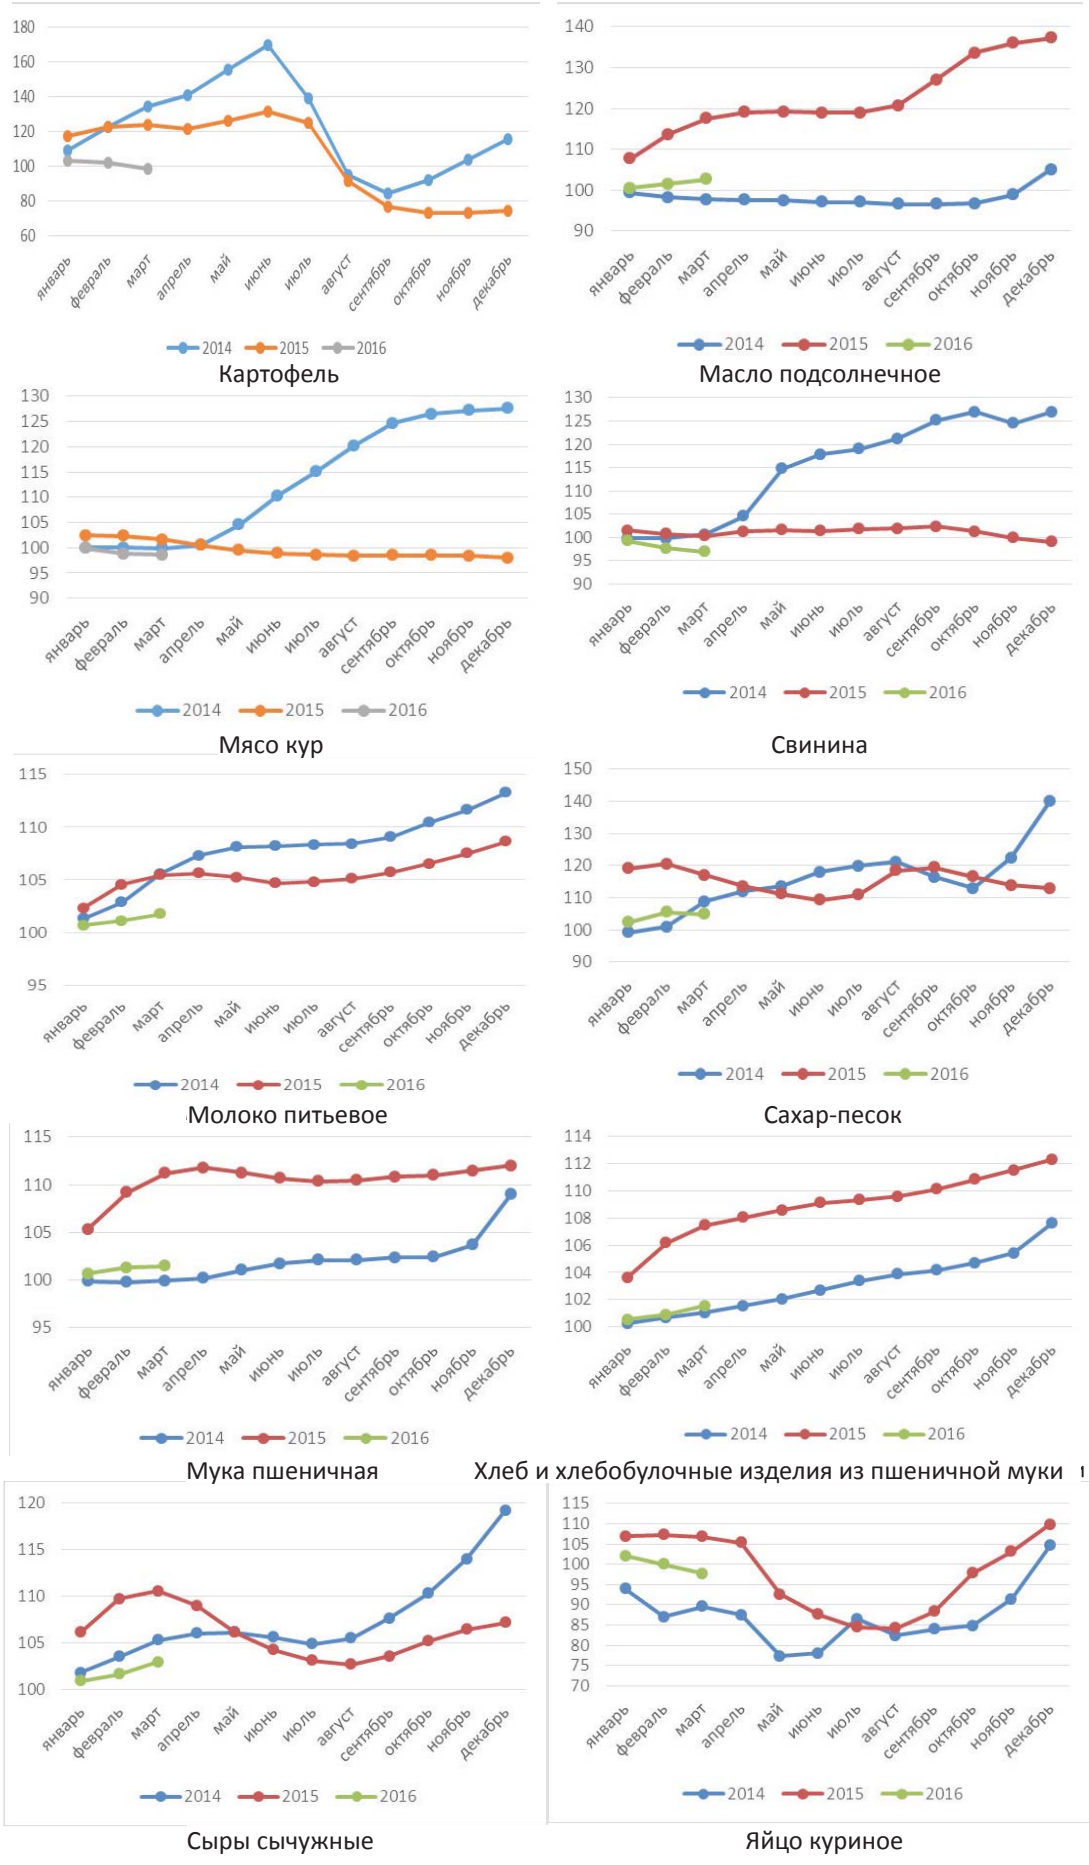 180
160
140
120
100
80
60
январь
февраль
март
апрель
май
июнь
июль
август
сентябрь
октябрь
ноябрь
декабрь
2014 2015 2016
Картофель
140
130
120
110
100
90
январь
февраль
март
апрель
май
июнь
июль
август
сентябрь
октябрь
ноябрь
декабрь
2014 2015 2016
Масло подсолнечное
130
125
120
115
110
105
100
95
90
январь
февраль
март
апрель
май
июнь
июль
август
сентябрь
октябрь
ноябрь
декабрь
2014 2015 2016
Мясо кур
130
125
120
115
110
105
100
95
90
январь
февраль
март
апрель
май
июнь
июль
август
сентябрь
октябрь
ноябрь
декабрь
2014 2015 2016
Свинина
115
110
105
100
95
январь
февраль
март
апрель
май
июнь
июль
август
сентябрь
октябрь
ноябрь
декабрь
2014 2015 2016
Молоко питьевое
150
140
130
120
110
100
90
январь
февраль
март
апрель
май
июнь
июль
август
сентябрь
октябрь
ноябрь
декабрь
2014 2015 2016
Сахар-песок
115
110
105
100
95
январь
февраль
март
апрель
май
июнь
июль
август
сентябрь
октябрь
ноябрь
декабрь
2014 2015 2016
Мука пшеничная
114
112
110
108
106
104
102
100
январь
февраль
март
апрель
май
июнь
июль
август
сентябрь
октябрь
ноябрь
декабрь
2014 2015 2016
Хлеб и хлебобулочные изделия из пшеничной муки
120
115
110
105
100
январь
февраль
март
апрель
май
июнь
июль
август
сентябрь
октябрь
ноябрь
декабрь
2014 2015 2016
Сыры сычужные
115
110
105
100
95
90
85
80
75
70
январь
февраль
март
апрель
май
июнь
июль
август
сентябрь
октябрь
ноябрь
декабрь
2014 2015 2016
Яйцо куриное